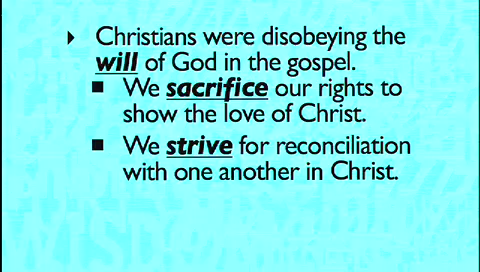 Christians were disobeying the
will of God in the gospel.
We sacrifice our rights to
show the love of Christ.
We strive for reconciliation
with one another in Christ.